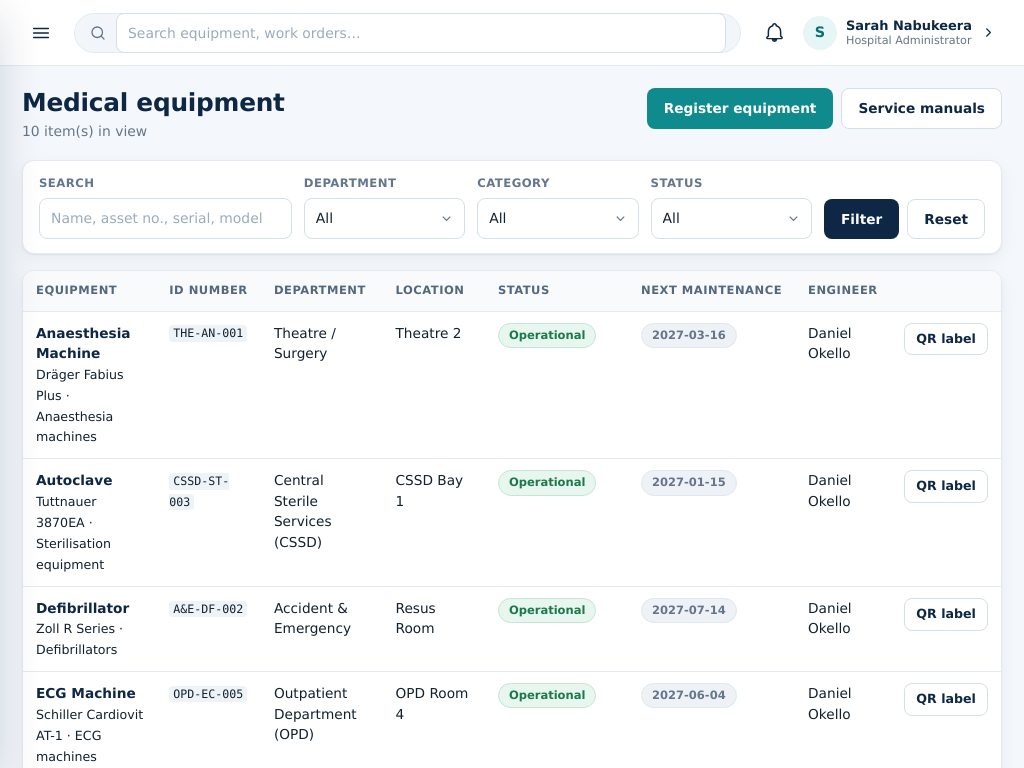 Search equipment, work orders...
S
Sarah Nabukeera
Hospital Administrator
Medical equipment
10 item(s) in view
Register equipment
Service manuals
SEARCH
DEPARTMENT
CATEGORY
STATUS
Name, asset no., serial, model
All
All
All
Filter
Reset
EQUIPMENT
ID NUMBER
DEPARTMENT
LOCATION
STATUS
NEXT MAINTENANCE
ENGINEER
Anaesthesia
Machine
Dräger Fabius
Plus ·
Anaesthesia
machines
THE-AN-001
Theatre /
Surgery
Theatre 2
Operational
2027-03-16
Daniel
Okello
QR label
Autoclave
Tuttnauer
3870EA ·
Sterilisation
equipment
CSSD-ST-
003
Central
Sterile
Services
(CSSD)
CSSD Bay
1
Operational
2027-01-15
Daniel
Okello
QR label
Defibrillator
Zoll R Series ·
Defibrillators
A&E-DF-002
Accident &
Emergency
Resus
Room
Operational
2027-07-14
Daniel
Okello
QR label
ECG Machine
Schiller Cardiovit
AT-1 · ECG
machines
OPD-EC-005
Outpatient
Department
(OPD)
OPD Room
4
Operational
2027-06-04
Daniel
Okello
QR label